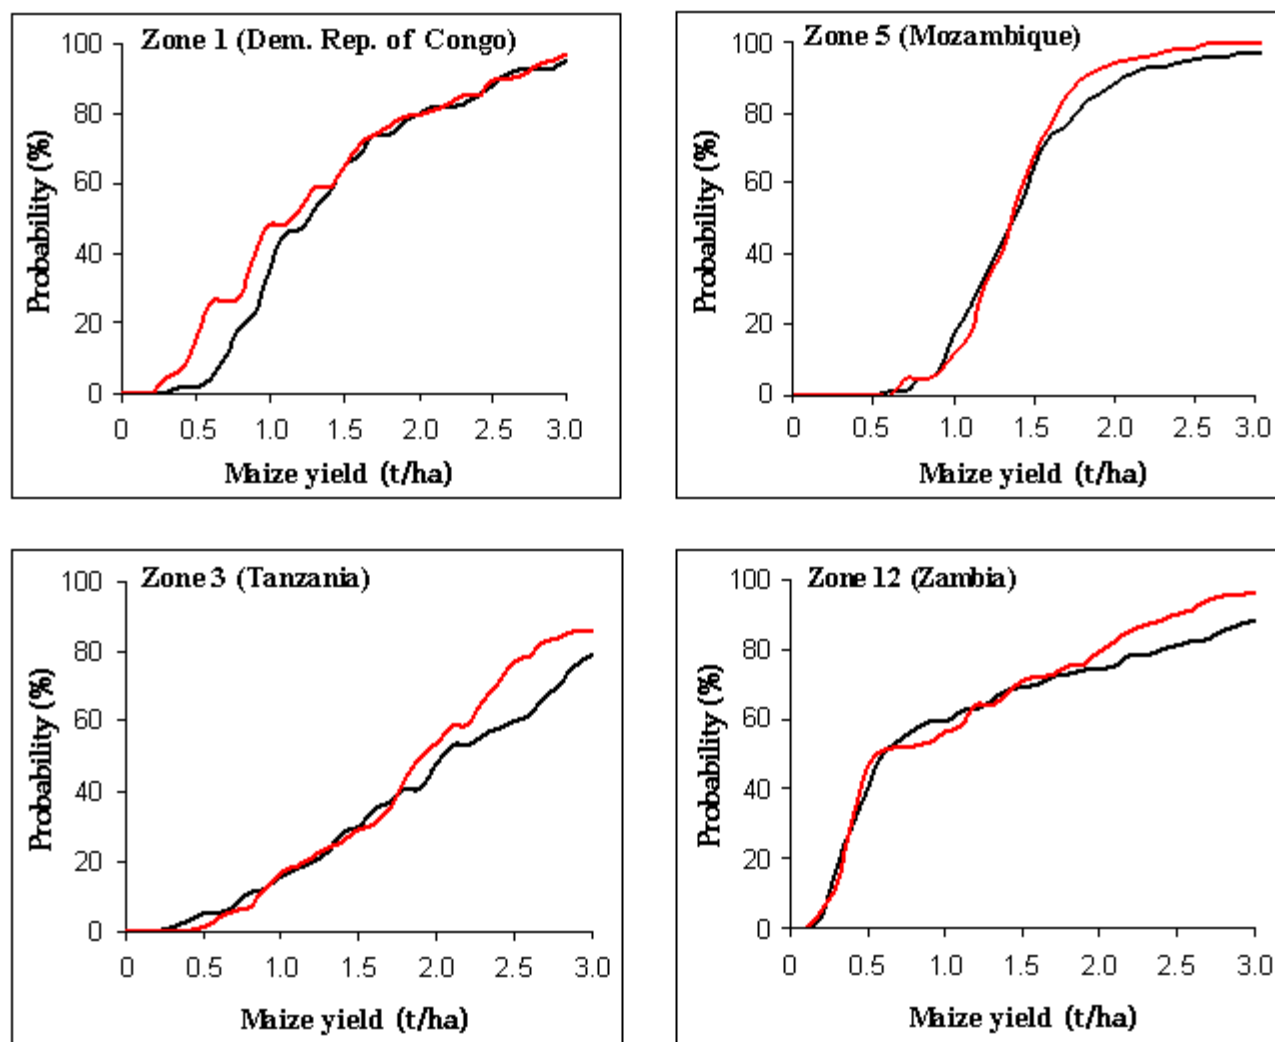 Zone 1 (Dem. Rep. of Congo)
100
80
60
40
20
0
Probability (%)
0 0.5 1.0 1.5 2.0 2.5 3.0
Maize yield (t/ha)
Zone 5 (Mozambique)
100
80
60
40
20
0
Probability (%)
0 0.5 1.0 1.5 2.0 2.5 3.0
Maize yield (t/ha)
Zone 3 (Tanzania)
100
80
60
40
20
0
Probability (%)
0 0.5 1.0 1.5 2.0 2.5 3.0
Maize yield (t/ha)
Zone 12 (Zambia)
100
80
60
40
20
0
Probability (%)
0 0.5 1.0 1.5 2.0 2.5 3.0
Maize yield (t/ha)